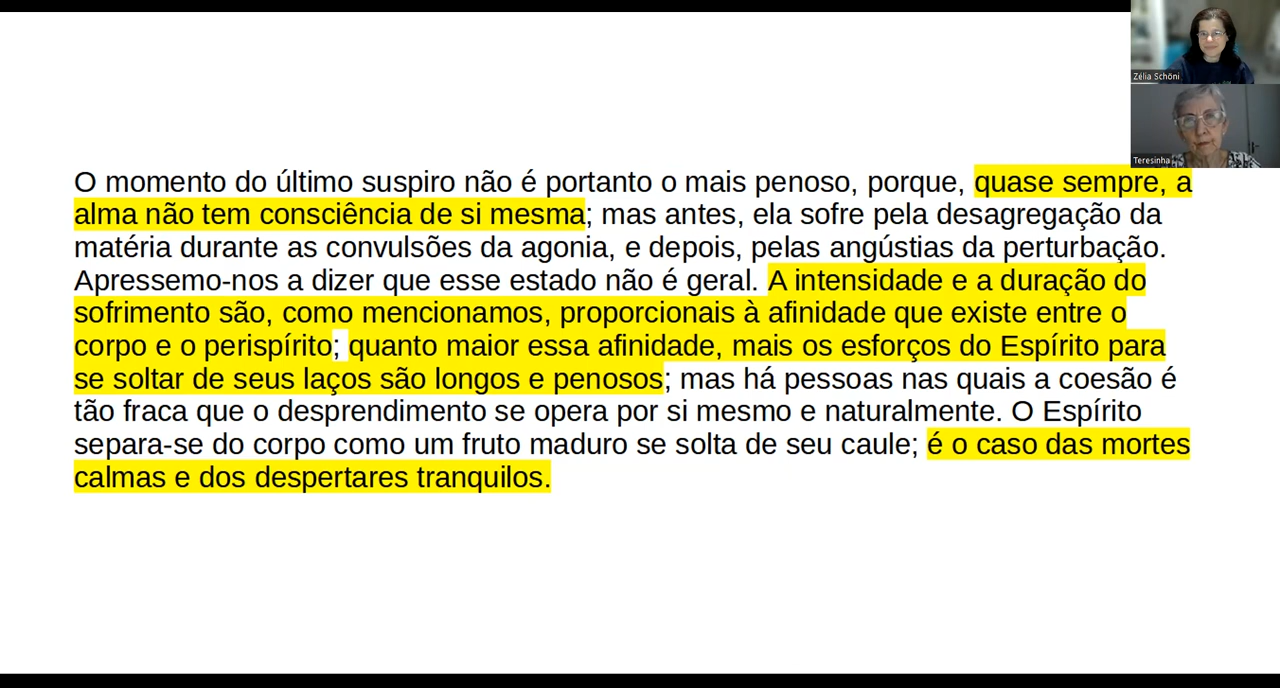 Zélia Schöni
Teresinha
O momento do último suspiro não é portanto o mais penoso, porque, quase sempre, a
alma não tem consciência de si mesma; mas antes, ela sofre pela desagregação da
matéria durante as convulsões da agonia, e depois, pelas angústias da perturbação.
Apressemo-nos a dizer que esse estado não é geral. A intensidade e a duração do
sofrimento são, como mencionamos, proporcionais à afinidade que existe entre o
corpo e o perispírito; quanto maior essa afinidade, mais os esforços do Espírito para
se soltar de seus laços são longos e penosos; mas há pessoas nas quais a coesão é
tão fraca que o desprendimento se opera por si mesmo e naturalmente. O Espírito
separa-se do corpo como um fruto maduro se solta de seu caule; é o caso das mortes
calmas e dos despertares tranquilos.